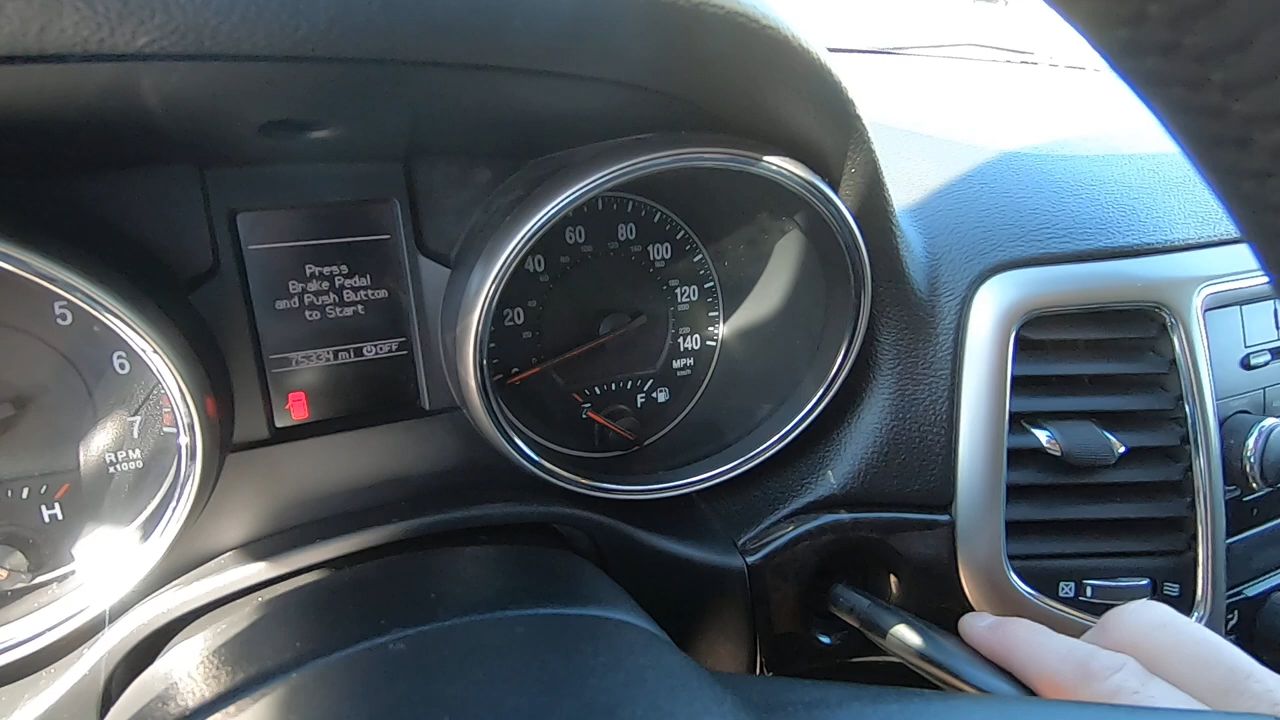 Press
Brake Pedal
and Push Button
to Start
75334 mi OFF
5
6
7
RPM
x1000
H
20
40
60
80
100
120
140
MPH
km/h
F